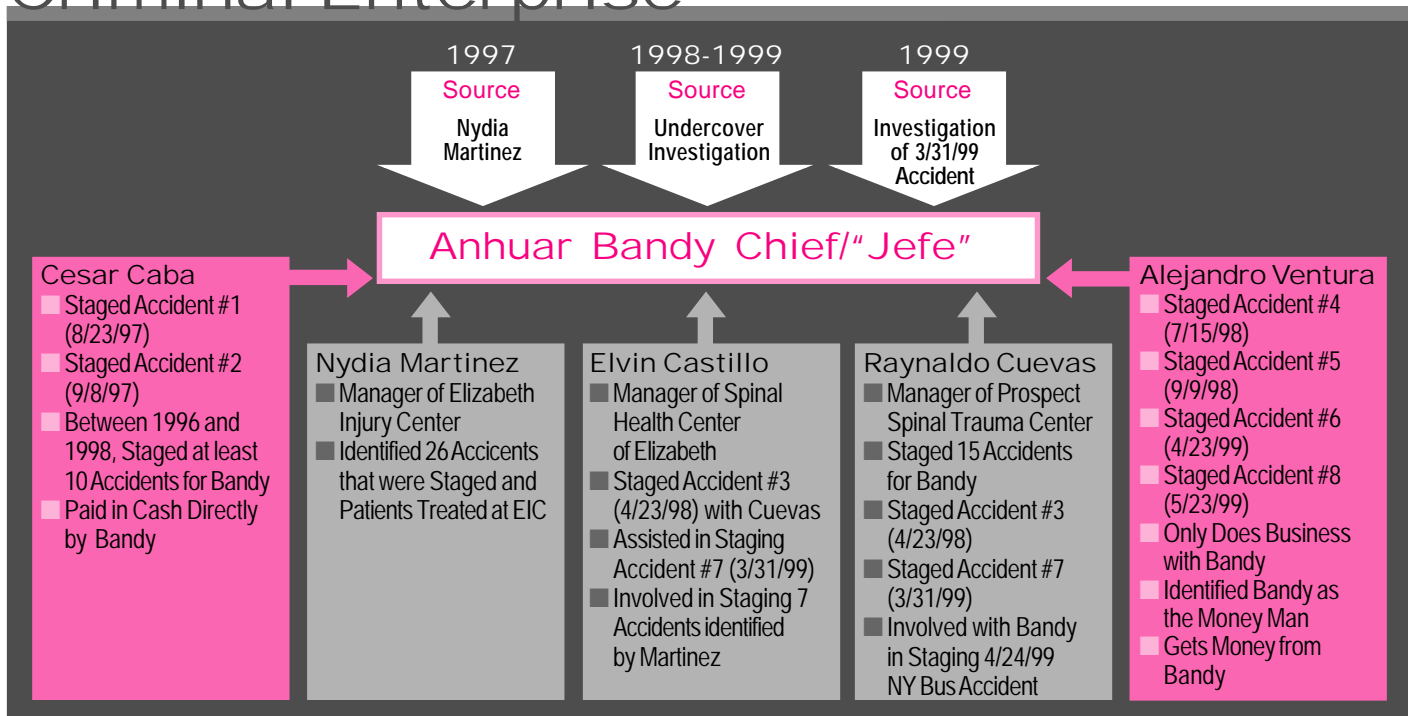 Criminal Enterprise
1997
Source
Nydia
Martinez
1998-1999
Source
Undercover
Investigation
1999
Source
Investigation
of 3/31/99
Accident
Anhuar Bandy Chief/“Jefe”
Cesar Caba
Staged Accident #1
(8/23/97)
Staged Accident #2
(9/8/97)
Between 1996 and
1998, Staged at least
10 Accidents for Bandy
Paid in Cash Directly
by Bandy
Nydia Martinez
Manager of Elizabeth
Injury Center
Identified 26 Accicents
that were Staged and
Patients Treated at EIC
Elvin Castillo
Manager of Spinal
Health Center
of Elizabeth
Staged Accident #3
(4/23/98) with Cuevas
Assisted in Staging
Accident #7 (3/31/99)
Involved in Staging 7
Accidents identified
by Martinez
Raynaldo Cuevas
Manager of Prospect
Spinal Trauma Center
Staged 15 Accidents
for Bandy
Staged Accident #3
(4/23/98)
Staged Accident #7
(3/31/99)
Involved with Bandy
in Staging 4/24/99
NY Bus Accident
Alejandro Ventura
Staged Accident #4
(7/15/98)
Staged Accident #5
(9/9/98)
Staged Accident #6
(4/23/99)
Staged Accident #8
(5/23/99)
Only Does Business
with Bandy
Identified Bandy as
the Money Man
Gets Money from
Bandy